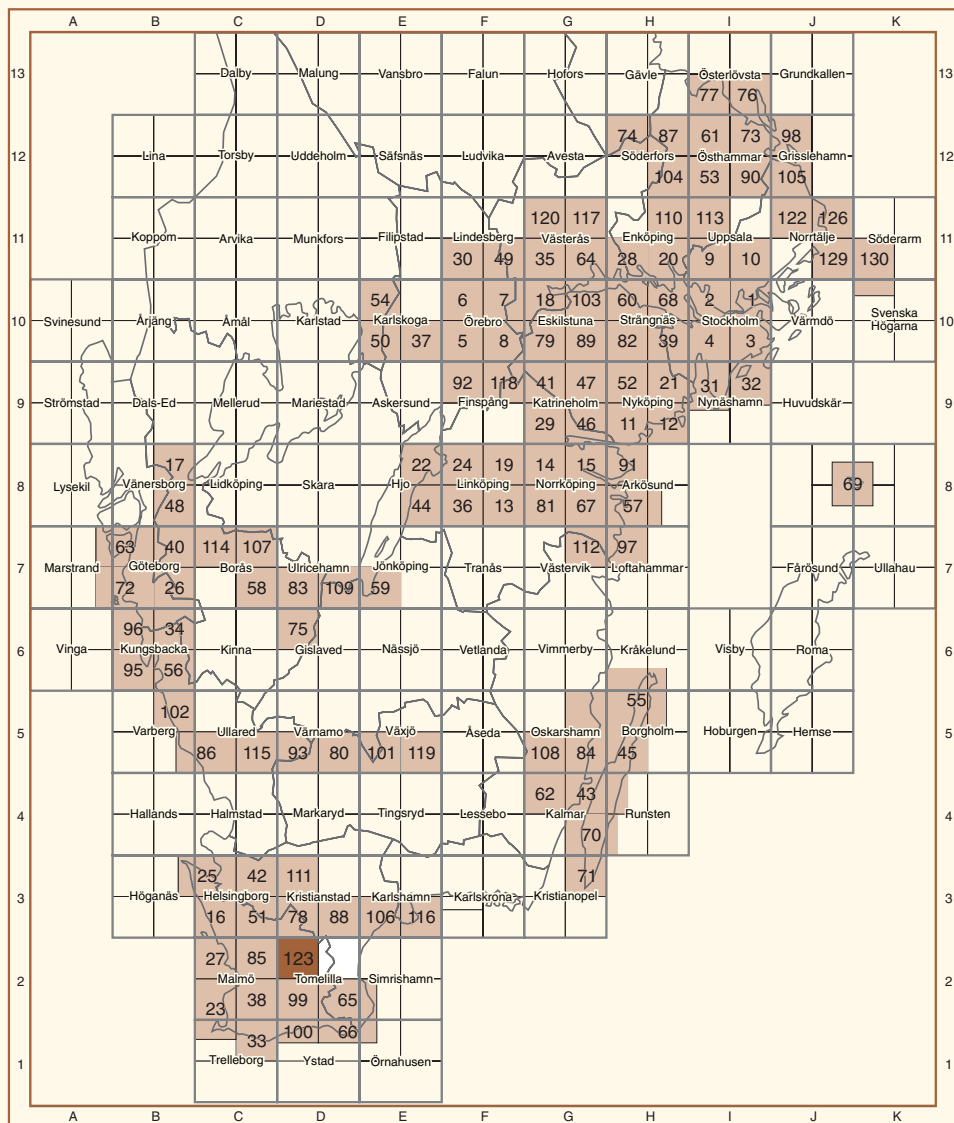 A B C D E F G H I J K
13 Dalby Malung Vansbro Falun Hofors Gävle Österlövsta Grundkallen 13
77 76
74 87 61 73 98
12 Lina Torsby Uddeholm Säfsnäs Ludvika Avesta Söderfors Östhammar Grisslehamn 12
104 53 90 105
120 117 110 113 122 126
11 Koppom Arvika Munkfors Filipstad Lindesberg Västerås Enköping Uppsala Norrtälje Söderarm 11
30 49 35 64 28 20 9 10 129 130
54 6 7 18 103 60 68 2 1
10 Svinesund Årjäng Åmål Karlstad Karlskoga Örebro Eskilstuna Strängnäs Stockholm Värmdö Svenska Högarna 10
50 37 5 8 79 89 82 39 4 3
92 118 41 47 52 21 31 32
9 Strömstad Dals-Ed Mellerud Mariestad Askersund Finspång Katrineholm Nyköping Nynäshamn Huvudskär 9
29 46 11 12
17 22 24 19 14 15 91
8 Lysekil Vänersborg Lidköping Skara Hjo Linköping Norrköping Arkösund 69 8
48 44 36 13 81 67 57
63 40 114 107 112 97
7 Marstrand Göteborg Borås Ulricehamn Jönköping Tranås Västervik Loftahammar Fårösund Ullahau 7
72 26 58 83 109 59
96 34 75
6 Vinga Kungsbacka Kinna Gislaved Nässjö Vetlanda Vimmerby Kråkelund Visby Roma 6
95 56
102 55
5 Varberg Ullared Värnamo Växjö Åseda Oskarshamn Borgholm Hoburgen Hemse 5
86 115 93 80 101 119 108 84 45
62 43
4 Hallands Halmstad Markaryd Tingsryd Lessebo Kalmar Runsten 4
70
25 42 111 71
3 Höganäs Helsingborg Kristianstad Karlshamn Karlskrona Kristianopel 3
16 51 78 88 106 116
27 85 123
2 Malmö Tomelilla Simrishamn 2
23 38 99 65
33 100 66
1 Trelleborg Ystad Örnahusen 1
A B C D E F G H I J K